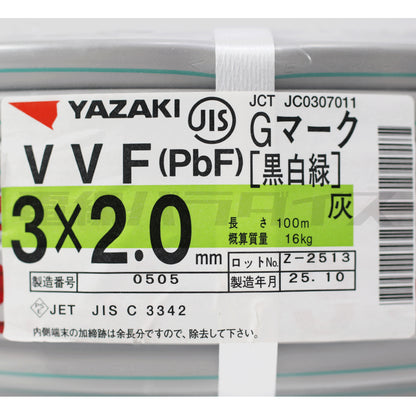 YAZAKI JIS JCT JC0307011
VVF(PbF) Gマーク
[黒白緑]
3×2.0mm 灰
長さ 100m
概算質量 16kg
ロットNo. Z-2513
製造番号 0505 製造年月 25.10
PSE JET JIS C 3342
内側端末の加締跡は余長分ですので、除去して下さい。